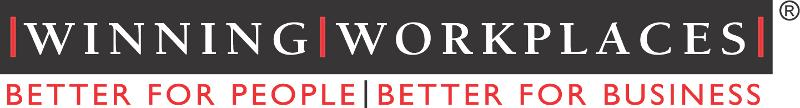 |WINNING|WORKPLACES| ®
BETTER FOR PEOPLE|BETTER FOR BUSINESS